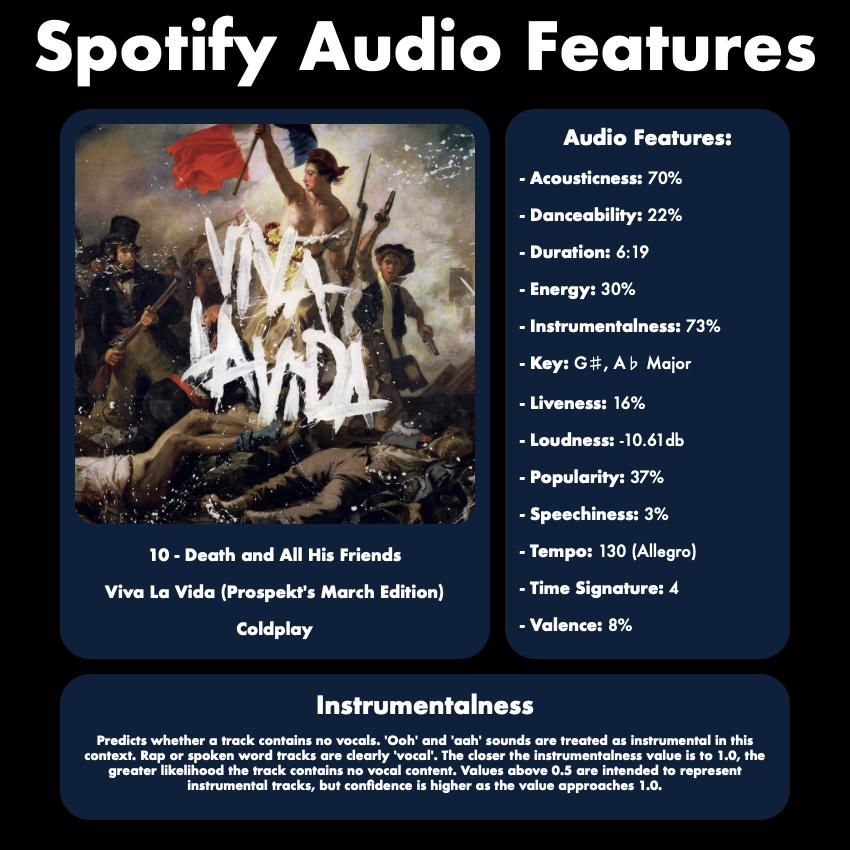 Spotify Audio Features
VIVA
LA VIDA
10 - Death and All His Friends
Viva La Vida (Prospekt's March Edition)
Coldplay
Audio Features:
- Acousticness: 70%
- Danceability: 22%
- Duration: 6:19
- Energy: 30%
- Instrumentalness: 73%
- Key: G♯, A♭ Major
- Liveness: 16%
- Loudness: -10.61db
- Popularity: 37%
- Speechiness: 3%
- Tempo: 130 (Allegro)
- Time Signature: 4
- Valence: 8%
Instrumentalness
Predicts whether a track contains no vocals. 'Ooh' and 'aah' sounds are treated as instrumental in this
context. Rap or spoken word tracks are clearly 'vocal'. The closer the instrumentalness value is to 1.0, the
greater likelihood the track contains no vocal content. Values above 0.5 are intended to represent
instrumental tracks, but confidence is higher as the value approaches 1.0.